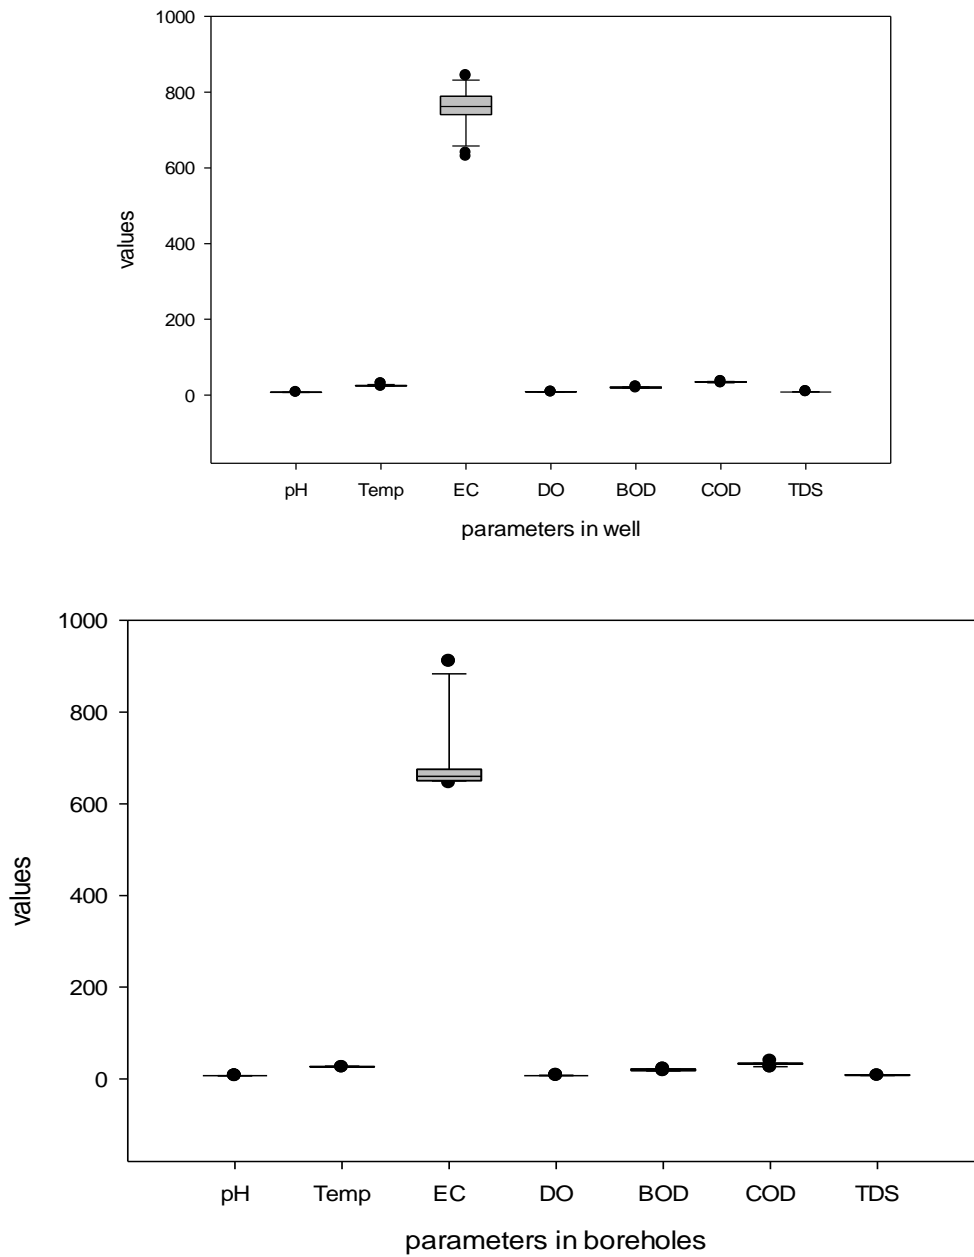 1000
800
600
400
200
0
values
pH Temp EC DO BOD COD TDS
parameters in well
1000
800
600
400
200
0
values
pH Temp EC DO BOD COD TDS
parameters in boreholes